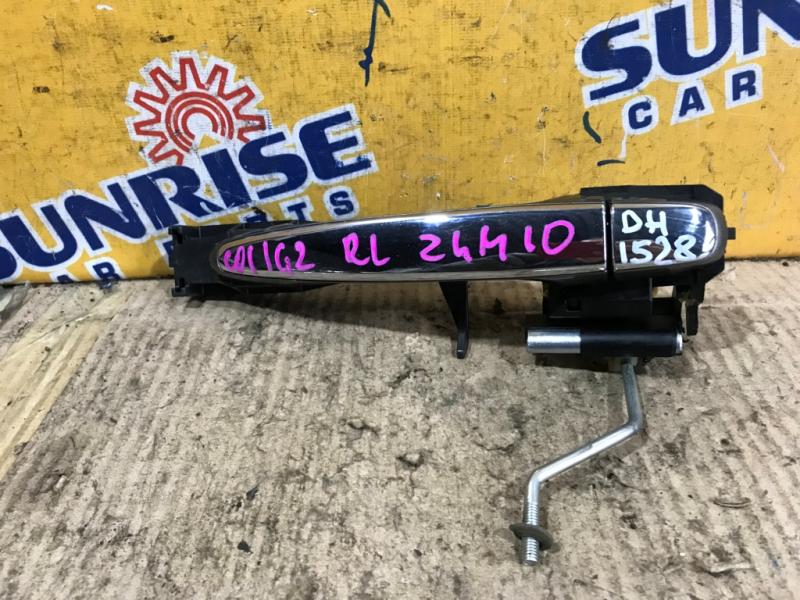 SUNRISE
CAR PARTS
SUN
CAR
RL 24M10
DH
1528